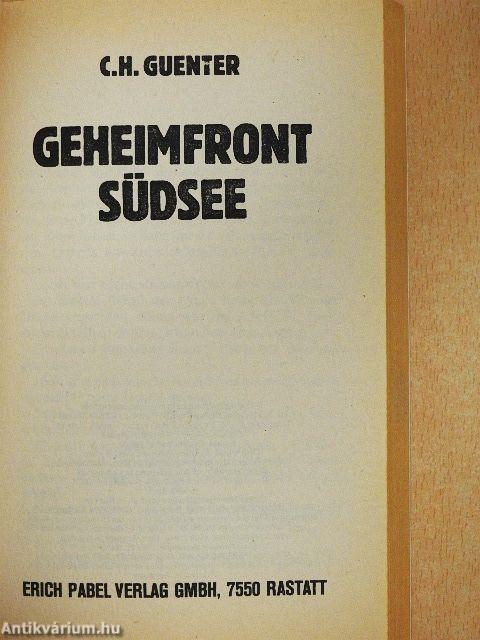 C.H. GUENTER
GEHEIMFRONT
SÜDSEE
ERICH PABEL VERLAG GMBH, 7550 RASTATT
Antikvárium.hu